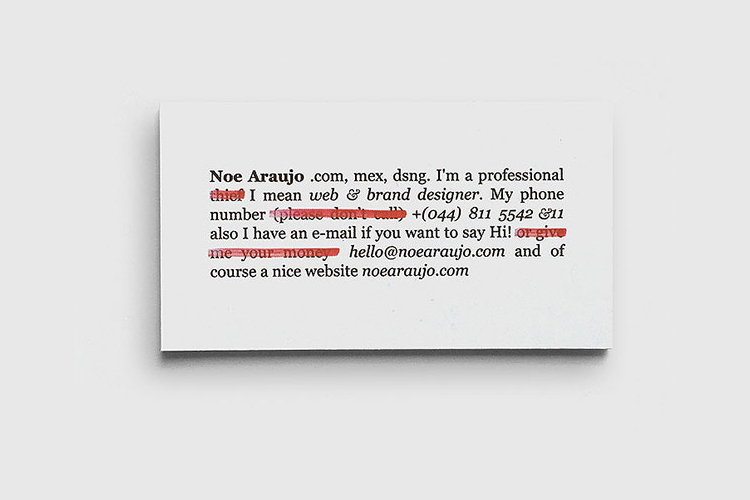 Noe Araujo .com, mex, dsng. I'm a professional
thief I mean web & brand designer. My phone
number (please don't call) +(044) 811 5542 &11
also I have an e-mail if you want to say Hi! or give
me your money hello@noearaujo.com and of
course a nice website noearaujo.com